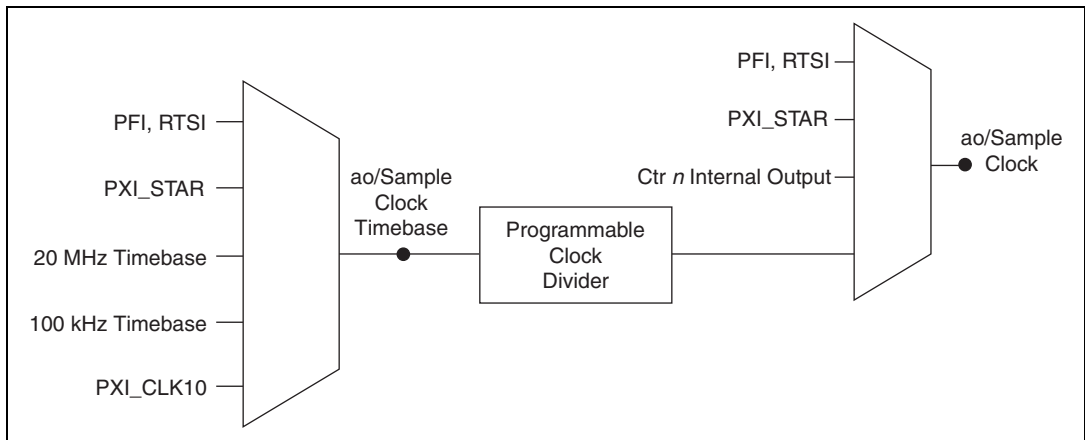 PFI, RTSI
PXI_STAR
20 MHz Timebase
100 kHz Timebase
PXI_CLK10
ao/Sample
Clock
Timebase
Programmable
Clock
Divider
PFI, RTSI
PXI_STAR
Ctr n Internal Output
ao/Sample
Clock